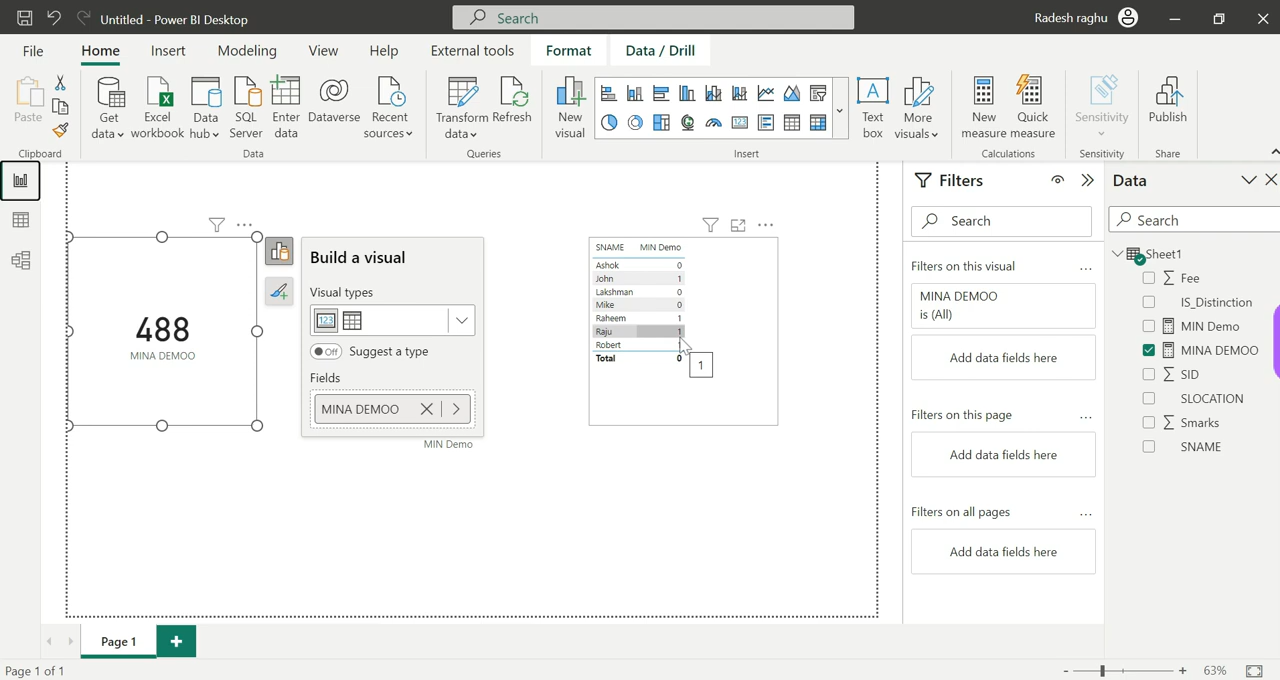 Untitled - Power BI Desktop
Search
Radesh raghu
File
Home
Insert
Modeling
View
Help
External tools
Format
Data / Drill
Paste
Get data
Excel workbook
Data hub
SQL Server
Enter data
Dataverse
Recent sources
Transform data
Refresh
New visual
Text box
More visuals
New measure
Quick measure
Sensitivity
Publish
Clipboard
Data
Queries
Insert
Calculations
Sensitivity
Share
488
MINA DEMOO
Build a visual
Visual types
123
Off
Suggest a type
Fields
MINA DEMOO
MIN Demo
SNAME MIN Demo
Ashok 0
John 1
Lakshman 0
Mike 0
Raheem 1
Raju 1
Robert 1
Total 0
1
Filters
Search
Filters on this visual
MINA DEMOO
is (All)
Add data fields here
Filters on this page
Add data fields here
Filters on all pages
Add data fields here
Data
Search
Sheet1
Fee
IS_Distinction
MIN Demo
MINA DEMOO
SID
SLOCATION
Smarks
SNAME
Page 1
Page 1 of 1
63%